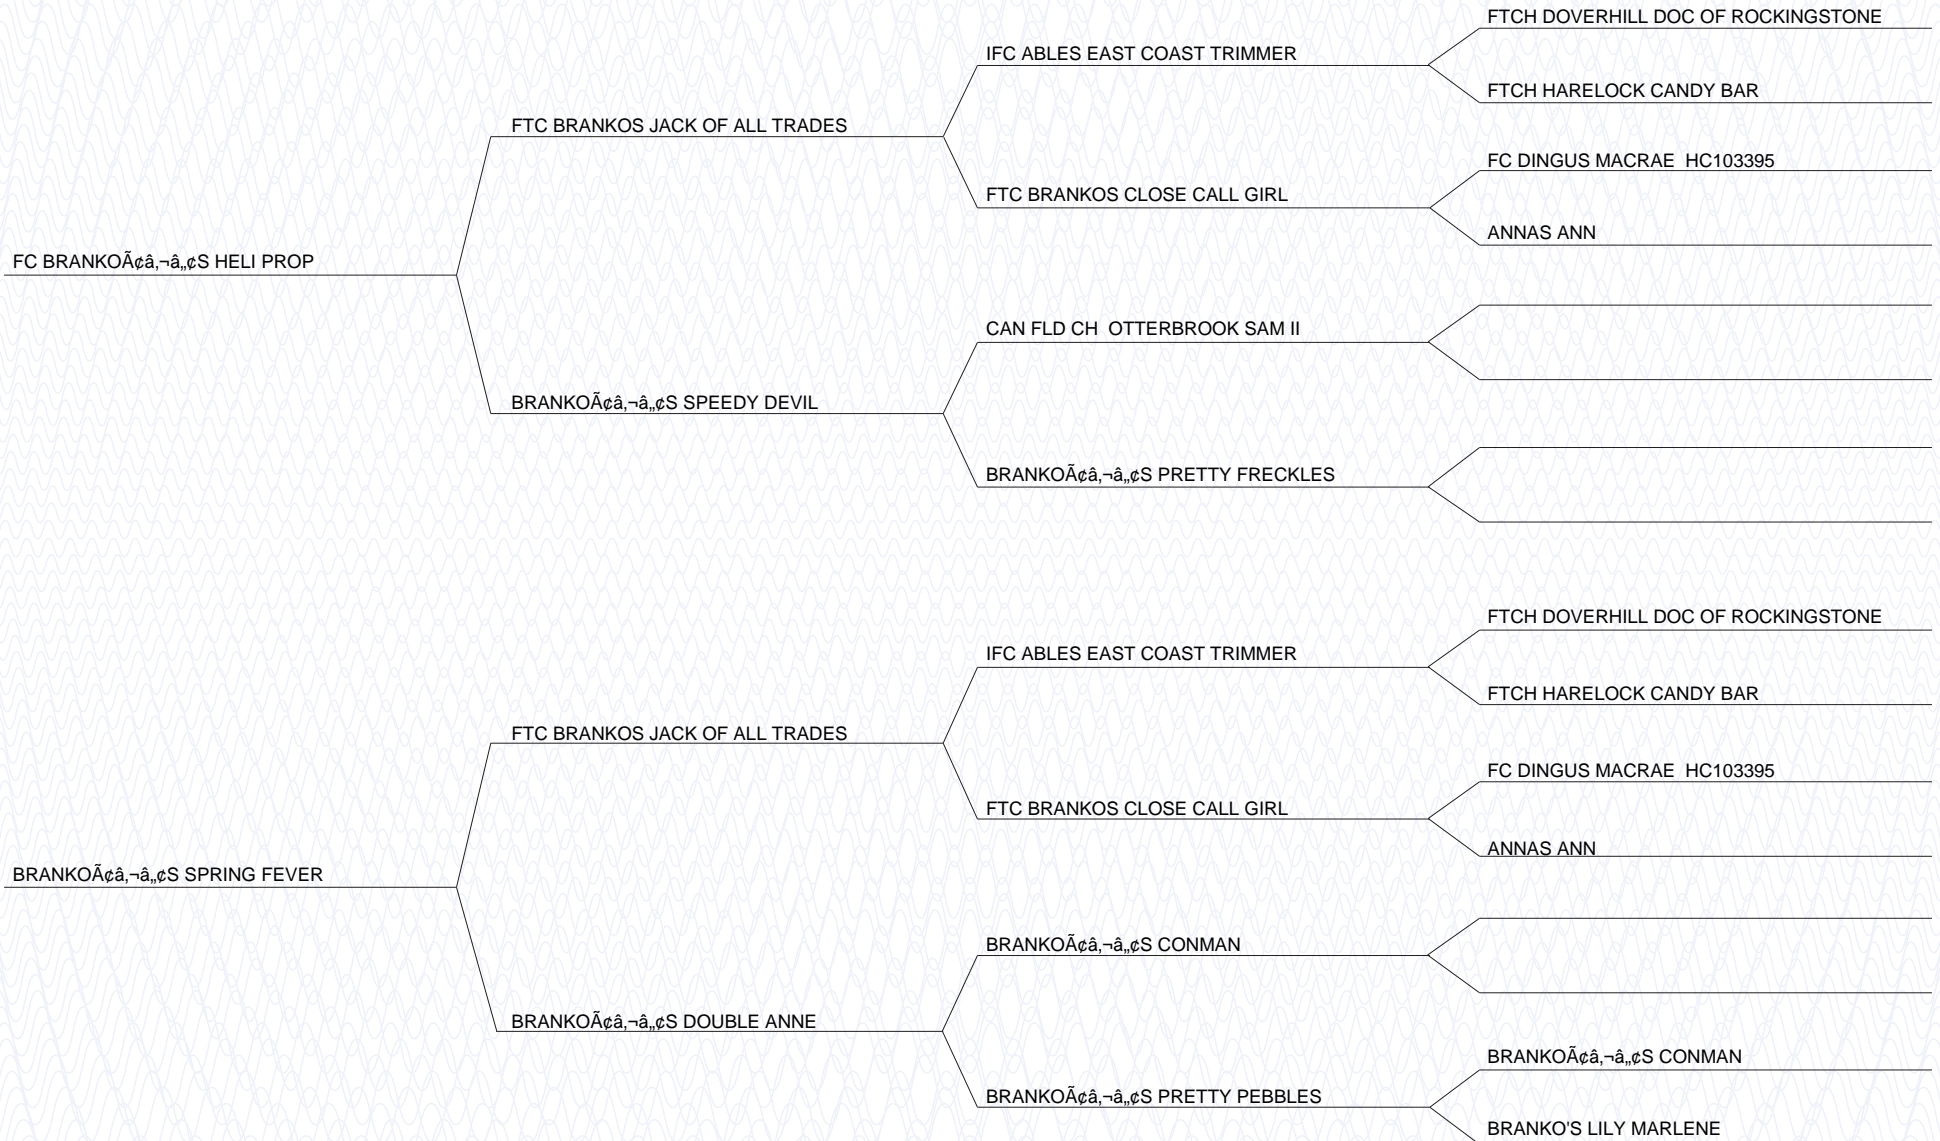 FTCH DOVERHILL DOC OF ROCKINGSTONE
IFC ABLES EAST COAST TRIMMER
FTCH HARELOCK CANDY BAR
FTC BRANKOS JACK OF ALL TRADES
FC DINGUS MACRAE  HC103395
FTC BRANKOS CLOSE CALL GIRL
ANNAS ANN
FC BRANKOÃ¢â‚¬â„¢S HELI PROP
CAN FLD CH  OTTERBROOK SAM II
BRANKOÃ¢â‚¬â„¢S SPEEDY DEVIL
BRANKOÃ¢â‚¬â„¢S PRETTY FRECKLES
FTCH DOVERHILL DOC OF ROCKINGSTONE
IFC ABLES EAST COAST TRIMMER
FTCH HARELOCK CANDY BAR
FTC BRANKOS JACK OF ALL TRADES
FC DINGUS MACRAE  HC103395
FTC BRANKOS CLOSE CALL GIRL
ANNAS ANN
BRANKOÃ¢â‚¬â„¢S SPRING FEVER
BRANKOÃ¢â‚¬â„¢S CONMAN
BRANKOÃ¢â‚¬â„¢S DOUBLE ANNE
BRANKOÃ¢â‚¬â„¢S CONMAN
BRANKOÃ¢â‚¬â„¢S PRETTY PEBBLES
BRANKO'S LILY MARLENE